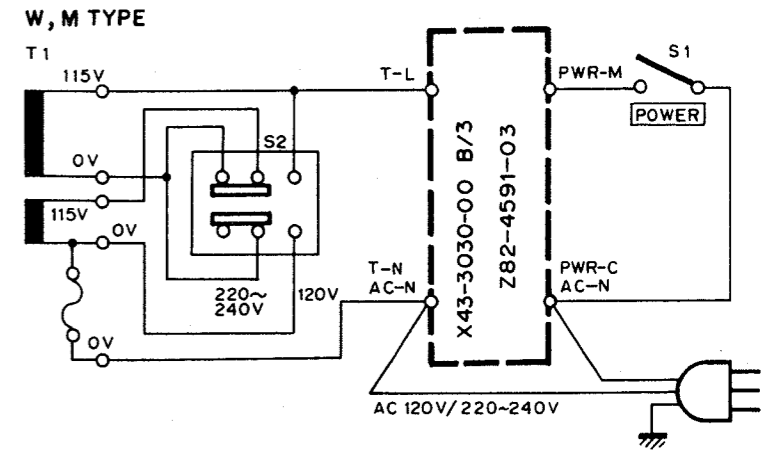 W, M TYPE
T1
115V
0V
115V
0V
0V
S2
220~
240V
120V
T-L
T-N
AC-N
X43-3030-00 B/3
Z82-4591-03
PWR-M
S1
POWER
PWR-C
AC-N
AC 120V/220~240V